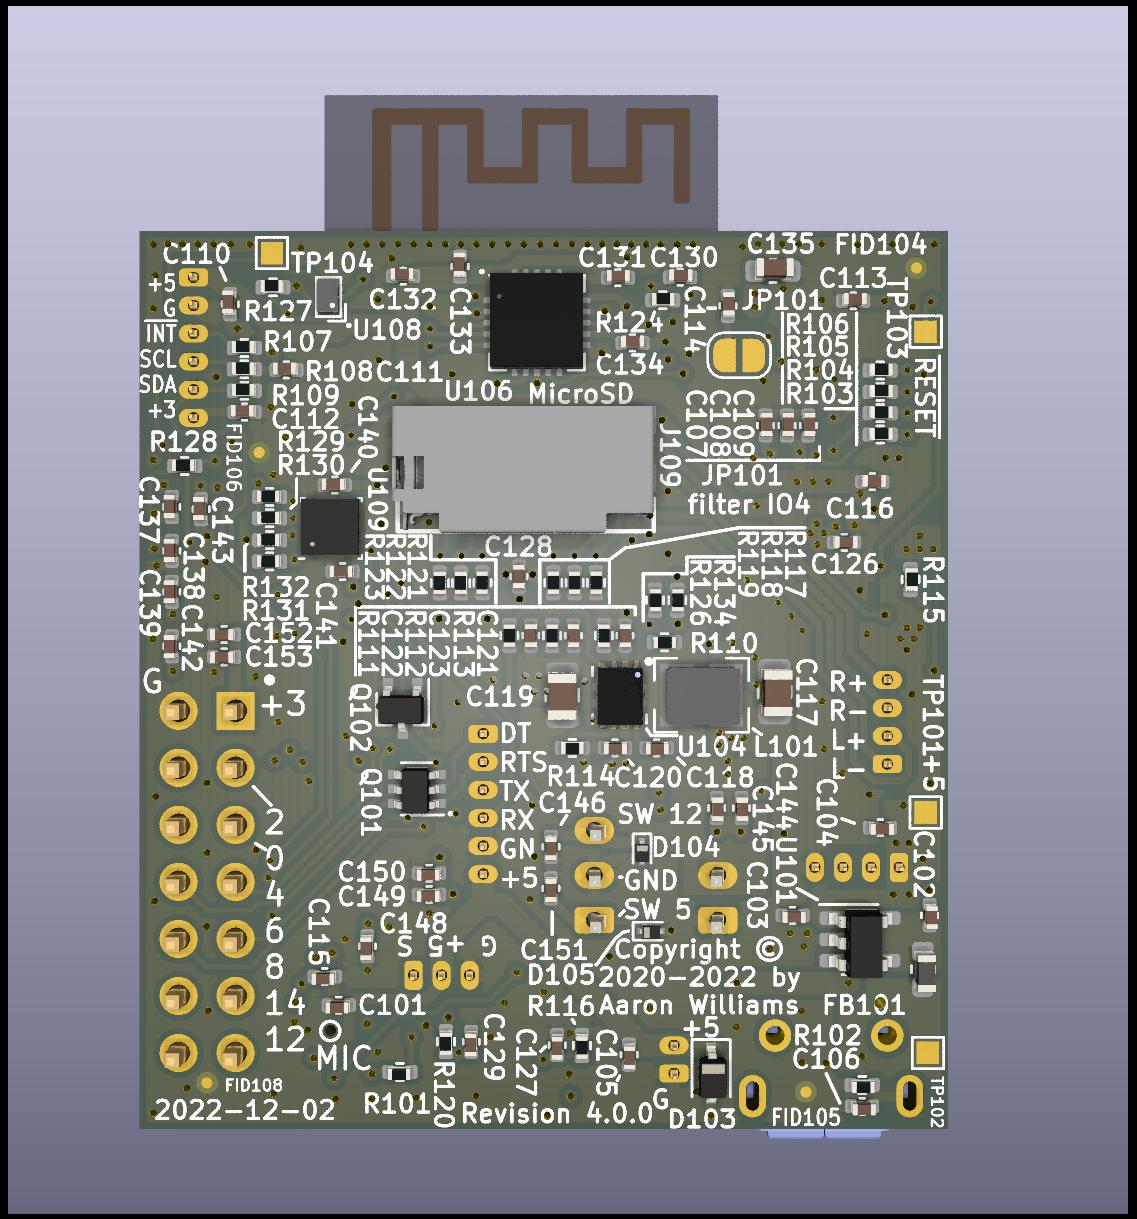 C110
TP104
+5
G
INT
SCL
SDA
+3
R127
U108
R107
R108
C111
R109
C112
R128
FID106
R129
R130
C140
C132
C133
U106
MicroSD
C131
C130
C135
FID104
C113
C114
JP101
R124
C134
R106
R105
R104
R103
TP103
RESET
C107
C108
C109
J109
JP101
filter IO4
C116
C126
R115
U109
C137
C143
C138
C139
C142
R132
R131
C152
C153
C141
R123
R122
R121
C128
R119
R118
R117
R126
R134
R110
R111
C122
C123
R113
C121
G
+3
2
0
4
6
8
14
12
Q102
Q101
C119
DT
RTS
TX
RX
GN
+5
R114
C120
C118
U104
L101
C117
R+
R-
L+
L-
TP101
+5
C146
SW 12
D104
GND
SW 5
C145
C144
C103
U101
C104
C102
C150
C149
C148
S +5 G
C151
D105
C115
C101
MIC
Copyright ©
2020-2022 by
Aaron Williams
R116
FB101
R102
C106
+5
G
D103
C105
C127
C129
R120
R101
FID108
2022-12-02
Revision 4.0.0
FID105
TP102